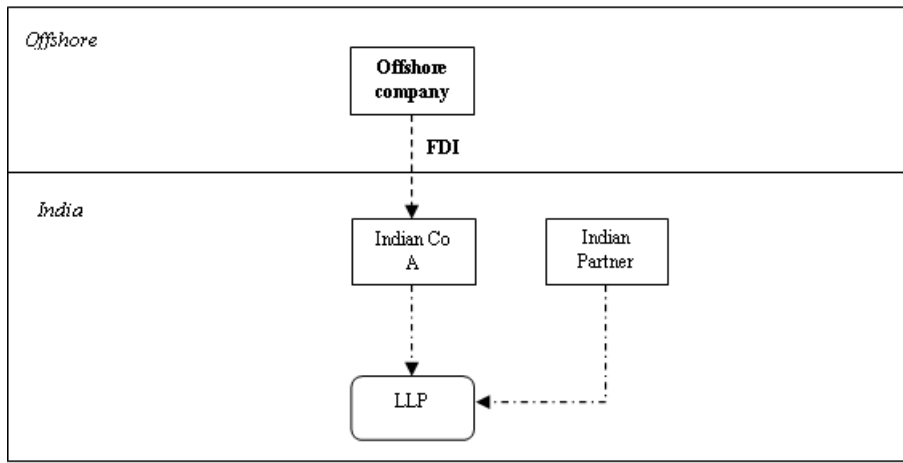 Offshore
Offshore
company
FDI
India
Indian Co
A
Indian
Partner
LLP